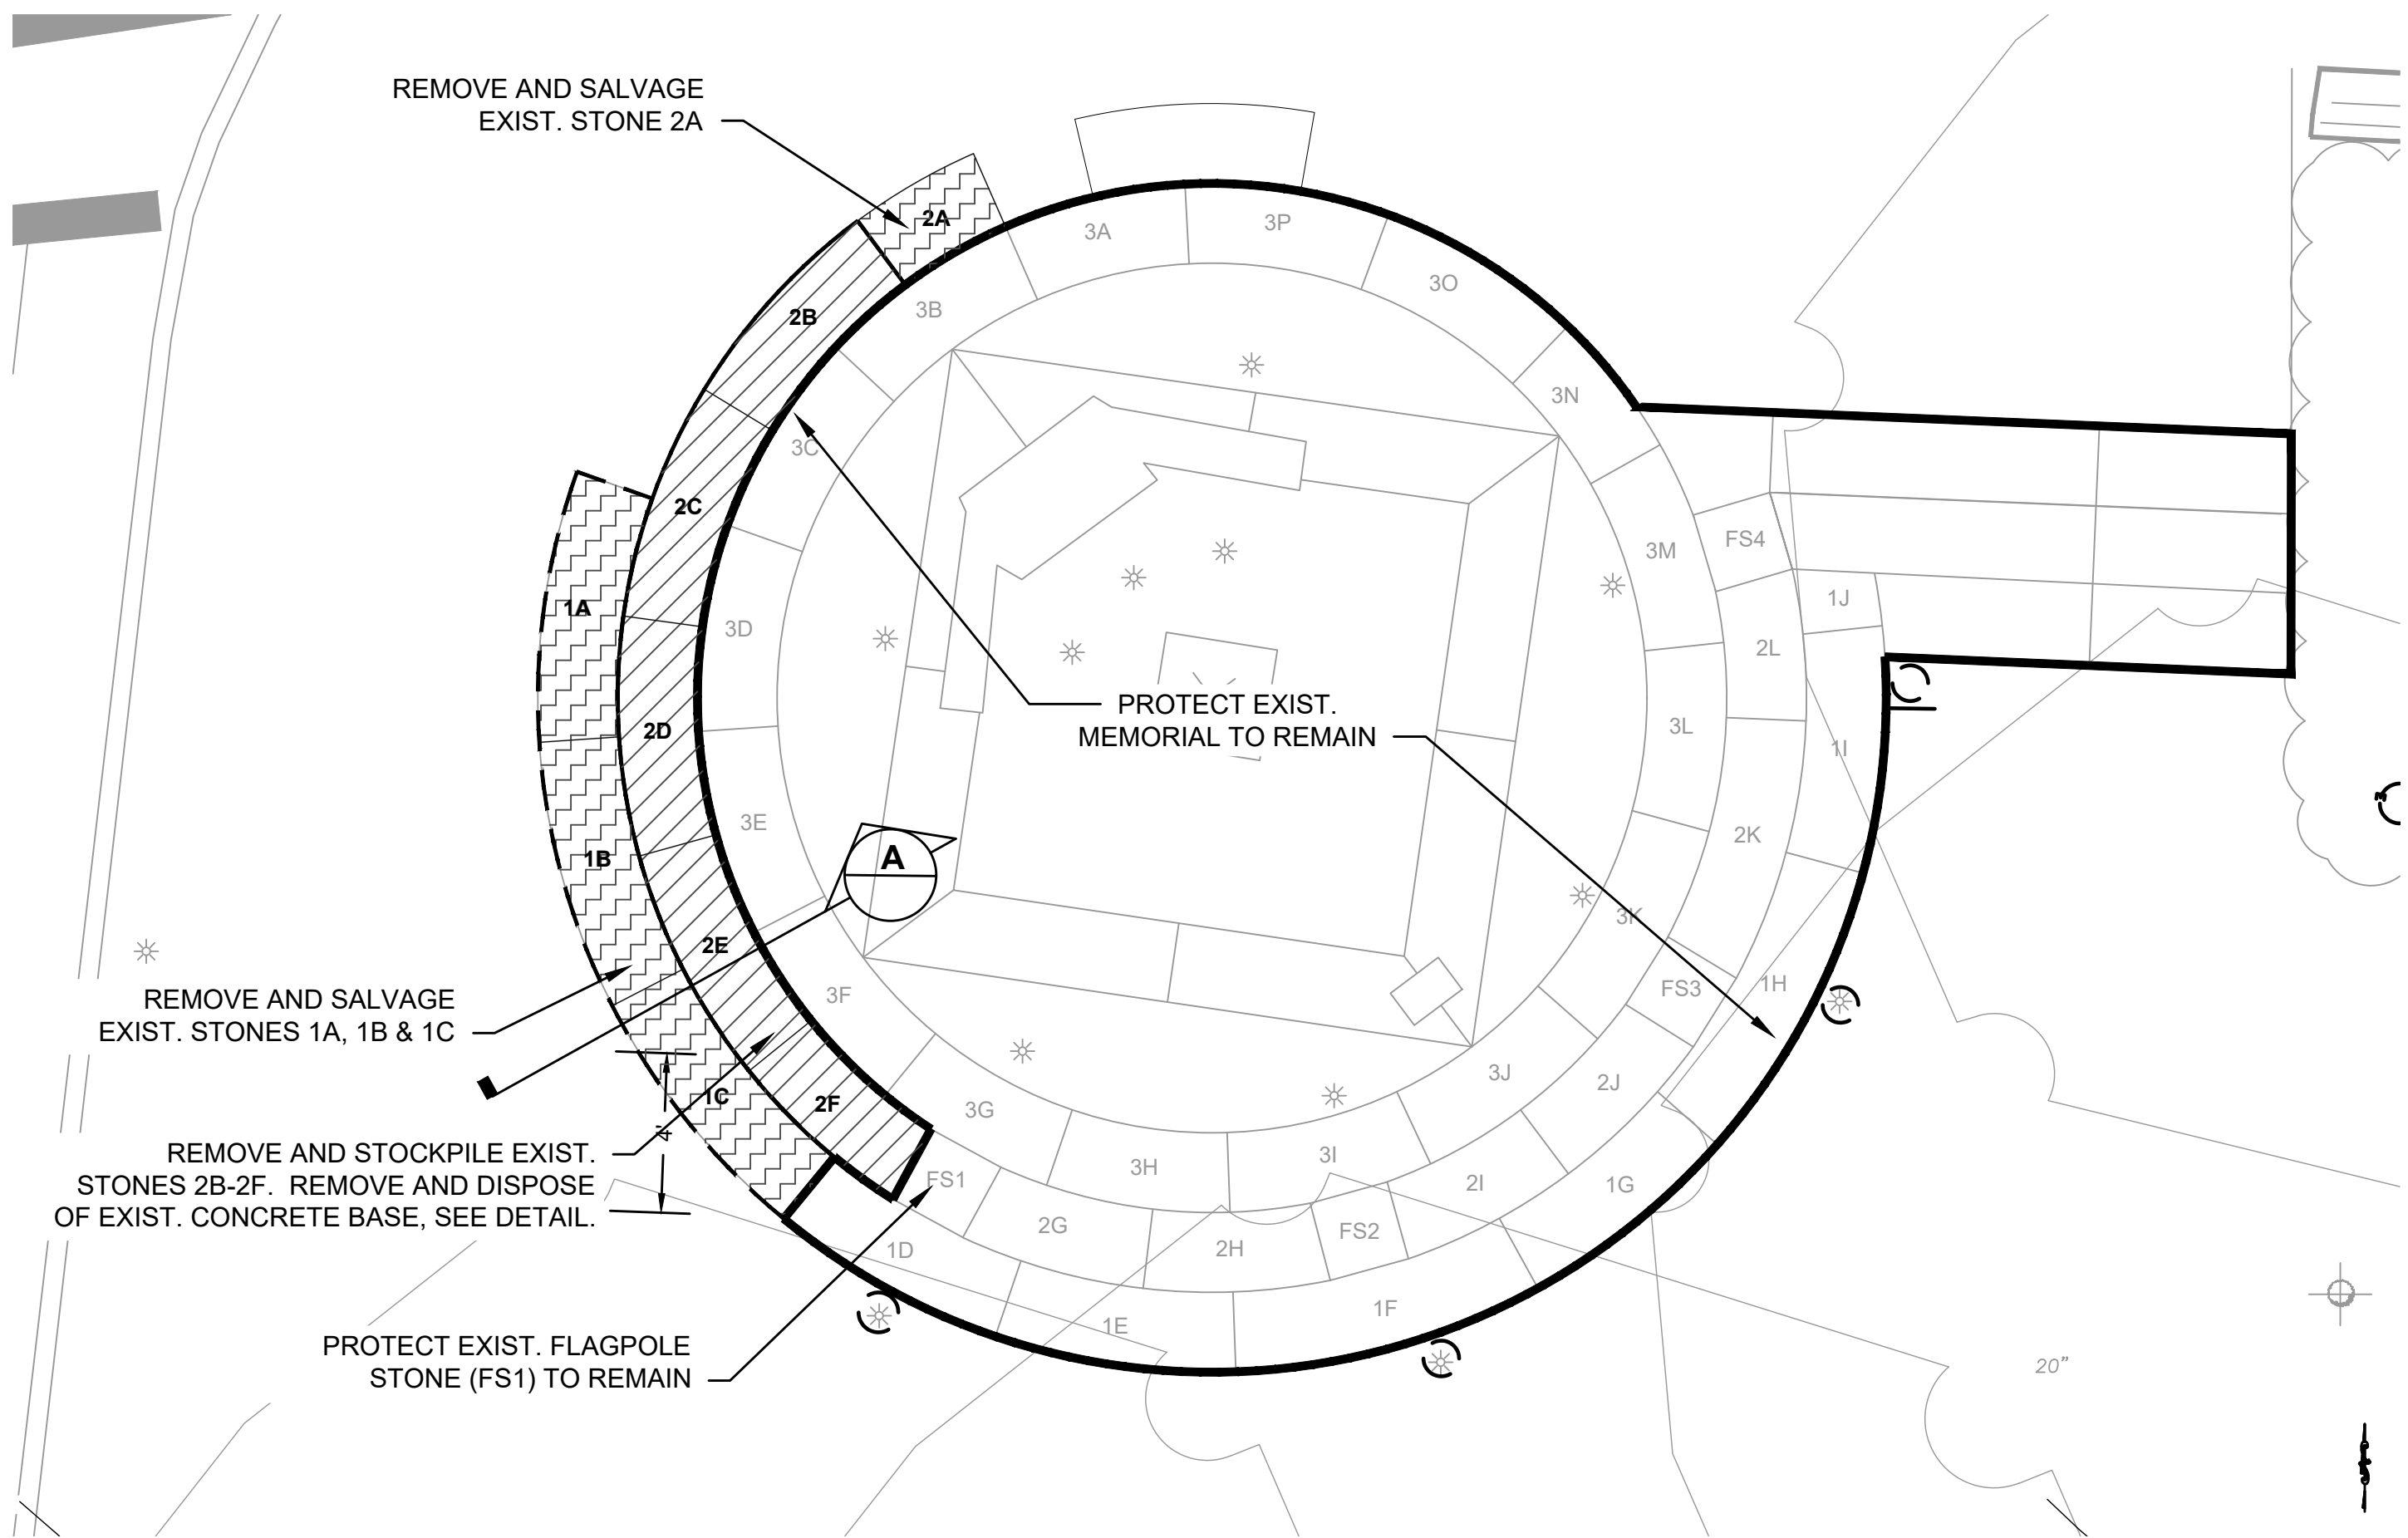 REMOVE AND SALVAGE
EXIST. STONE 2A
2A
3A
3P
3O
3B
2B
3N
3C
2C
3M
FS4
1A
3D
1J
2L
PROTECT EXIST.
MEMORIAL TO REMAIN
2D
3L
1I
3E
2K
A
1B
3K
2E
3F
FS3
1H
REMOVE AND SALVAGE
EXIST. STONES 1A, 1B & 1C
3J
2J
1C
2F
3G
4'
REMOVE AND STOCKPILE EXIST.
STONES 2B-2F. REMOVE AND DISPOSE
OF EXIST. CONCRETE BASE, SEE DETAIL.
3H
3I
FS1
2I
1G
2G
FS2
2H
1D
1F
1E
PROTECT EXIST. FLAGPOLE
STONE (FS1) TO REMAIN
20”